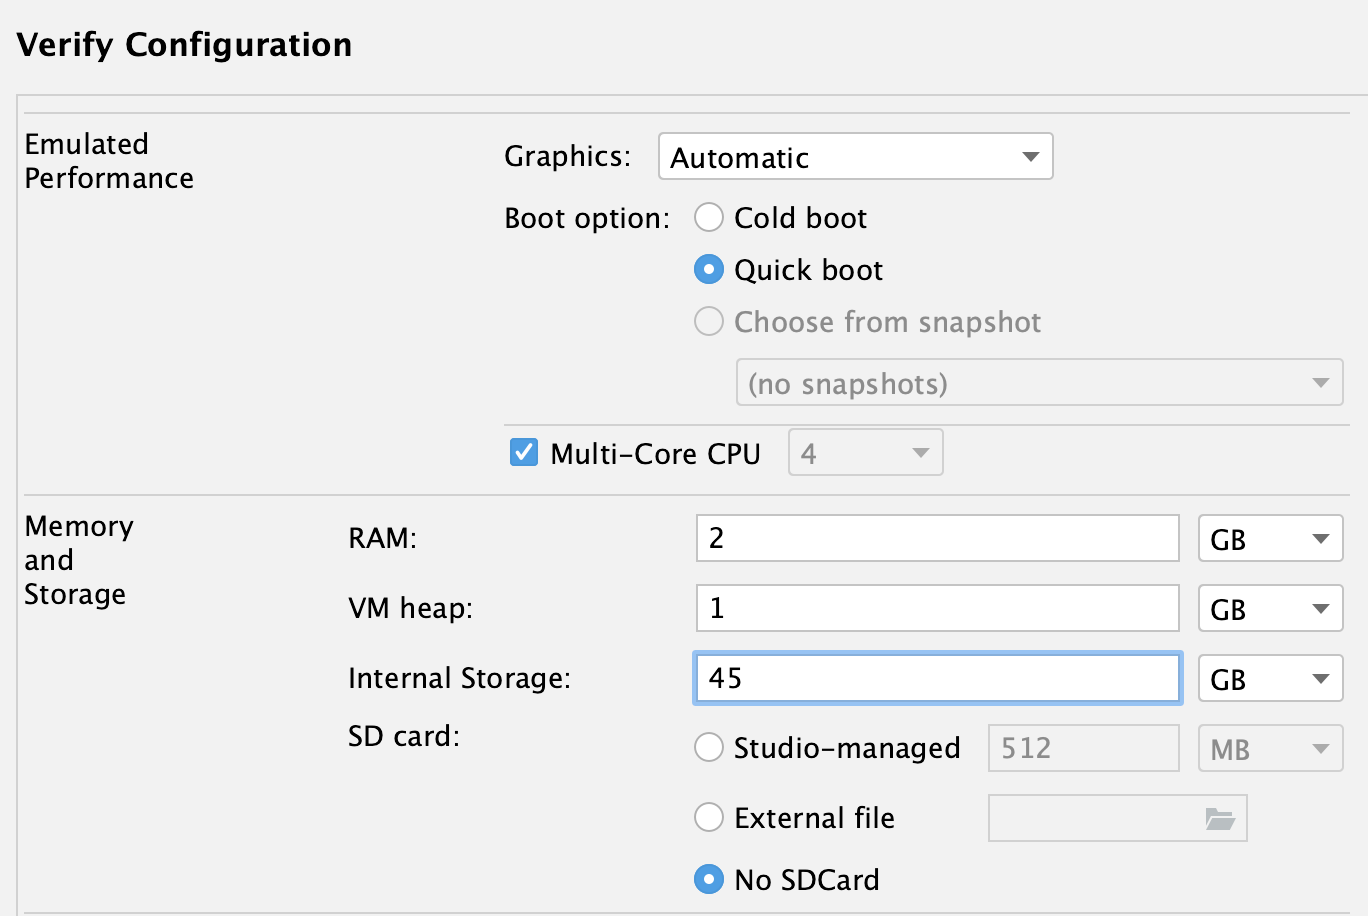 Verify Configuration
Emulated
Performance
Graphics: Automatic
Boot option: Cold boot
Quick boot
Choose from snapshot
(no snapshots)
Multi-Core CPU 4
Memory
and
Storage
RAM: 2 GB
VM heap: 1 GB
Internal Storage: 45 GB
SD card:
Studio-managed 512 MB
External file
No SDCard